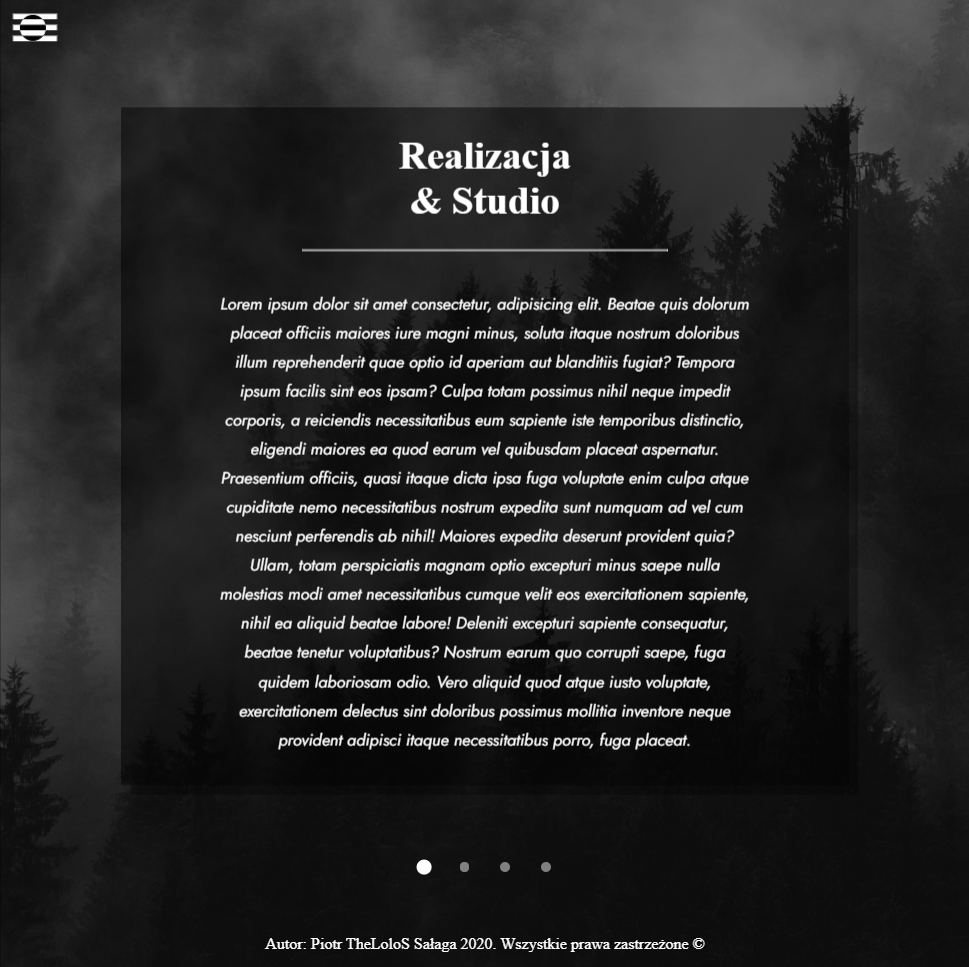 Realizacja
& Studio
Lorem ipsum dolor sit amet consectetur, adipisicing elit. Beatae quis dolorum
placeat officiis maiores iure magni minus, soluta itaque nostrum doloribus
illum reprehenderit quae optio id aperiam aut blanditiis fugiat? Tempora
ipsum facilis sint eos ipsam? Culpa totam possimus nihil neque impedit
corporis, a reiciendis necessitatibus eum sapiente iste temporibus distinctio,
eligendi maiores ea quod earum vel quibusdam placeat aspernatur.
Praesentium officiis, quasi itaque dicta ipsa fuga voluptate enim culpa atque
cupiditate nemo necessitatibus nostrum expedita sunt numquam ad vel cum
nesciunt perferendis ab nihil! Maiores expedita deserunt provident quia?
Ullam, totam perspiciatis magnam optio excepturi minus saepe nulla
molestias modi amet necessitatibus cumque velit eos exercitationem sapiente,
nihil ea aliquid beatae labore! Deleniti excepturi sapiente consequatur,
beatae tenetur voluptatibus? Nostrum earum quo corrupti saepe, fuga
quidem laboriosam odio. Vero aliquid quod atque iusto voluptate,
exercitationem delectus sint doloribus possimus mollitia inventore neque
provident adipisci itaque necessitatibus porro, fuga placeat.
Autor: Piotr TheLoloS Sałaga 2020. Wszystkie prawa zastrzeżone ©